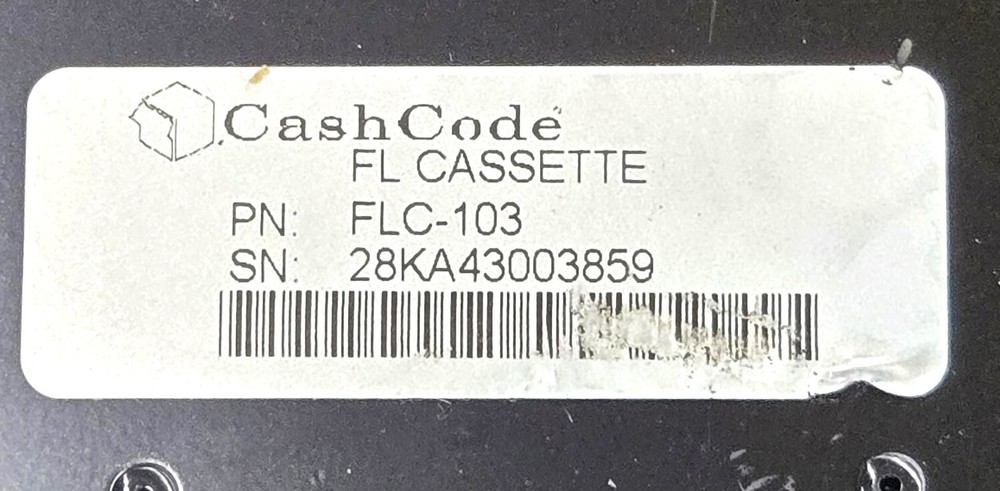 CashCode
FL CASSETTE
PN: FLC-103
SN: 28KA43003859